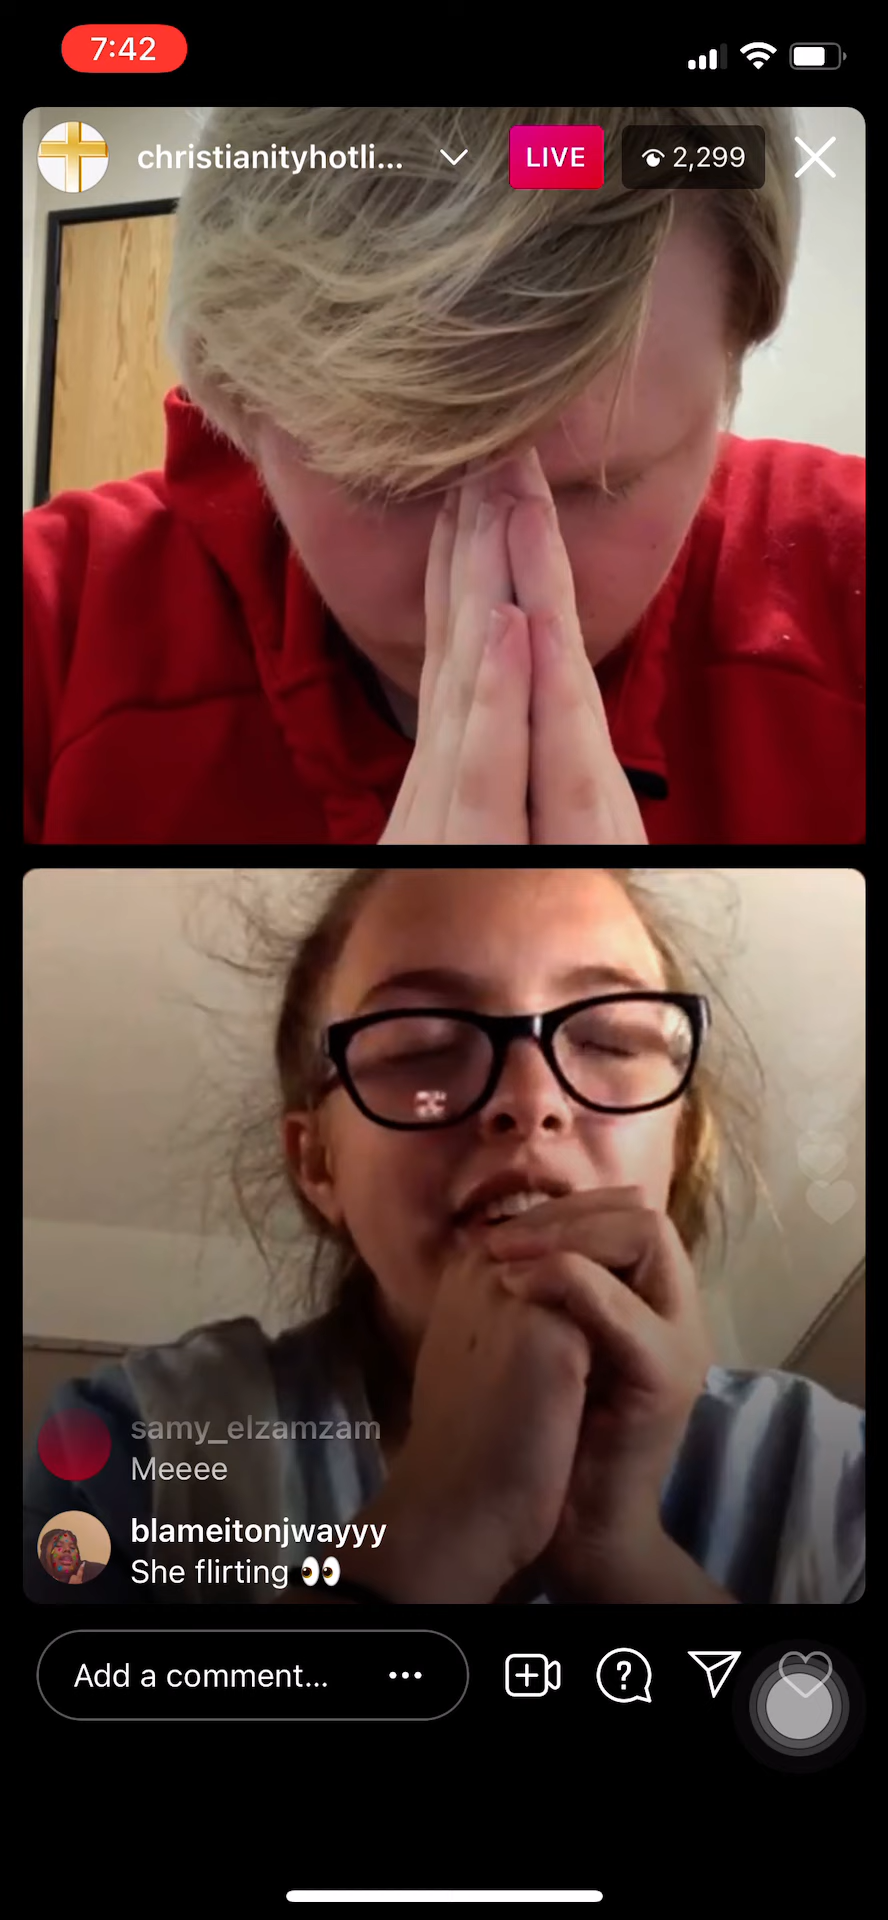 7:42
christianityhotli...
LIVE
2,299
samy_elzamzam
Meeee
blameitonjwayyy
She flirting 👀
Add a comment...